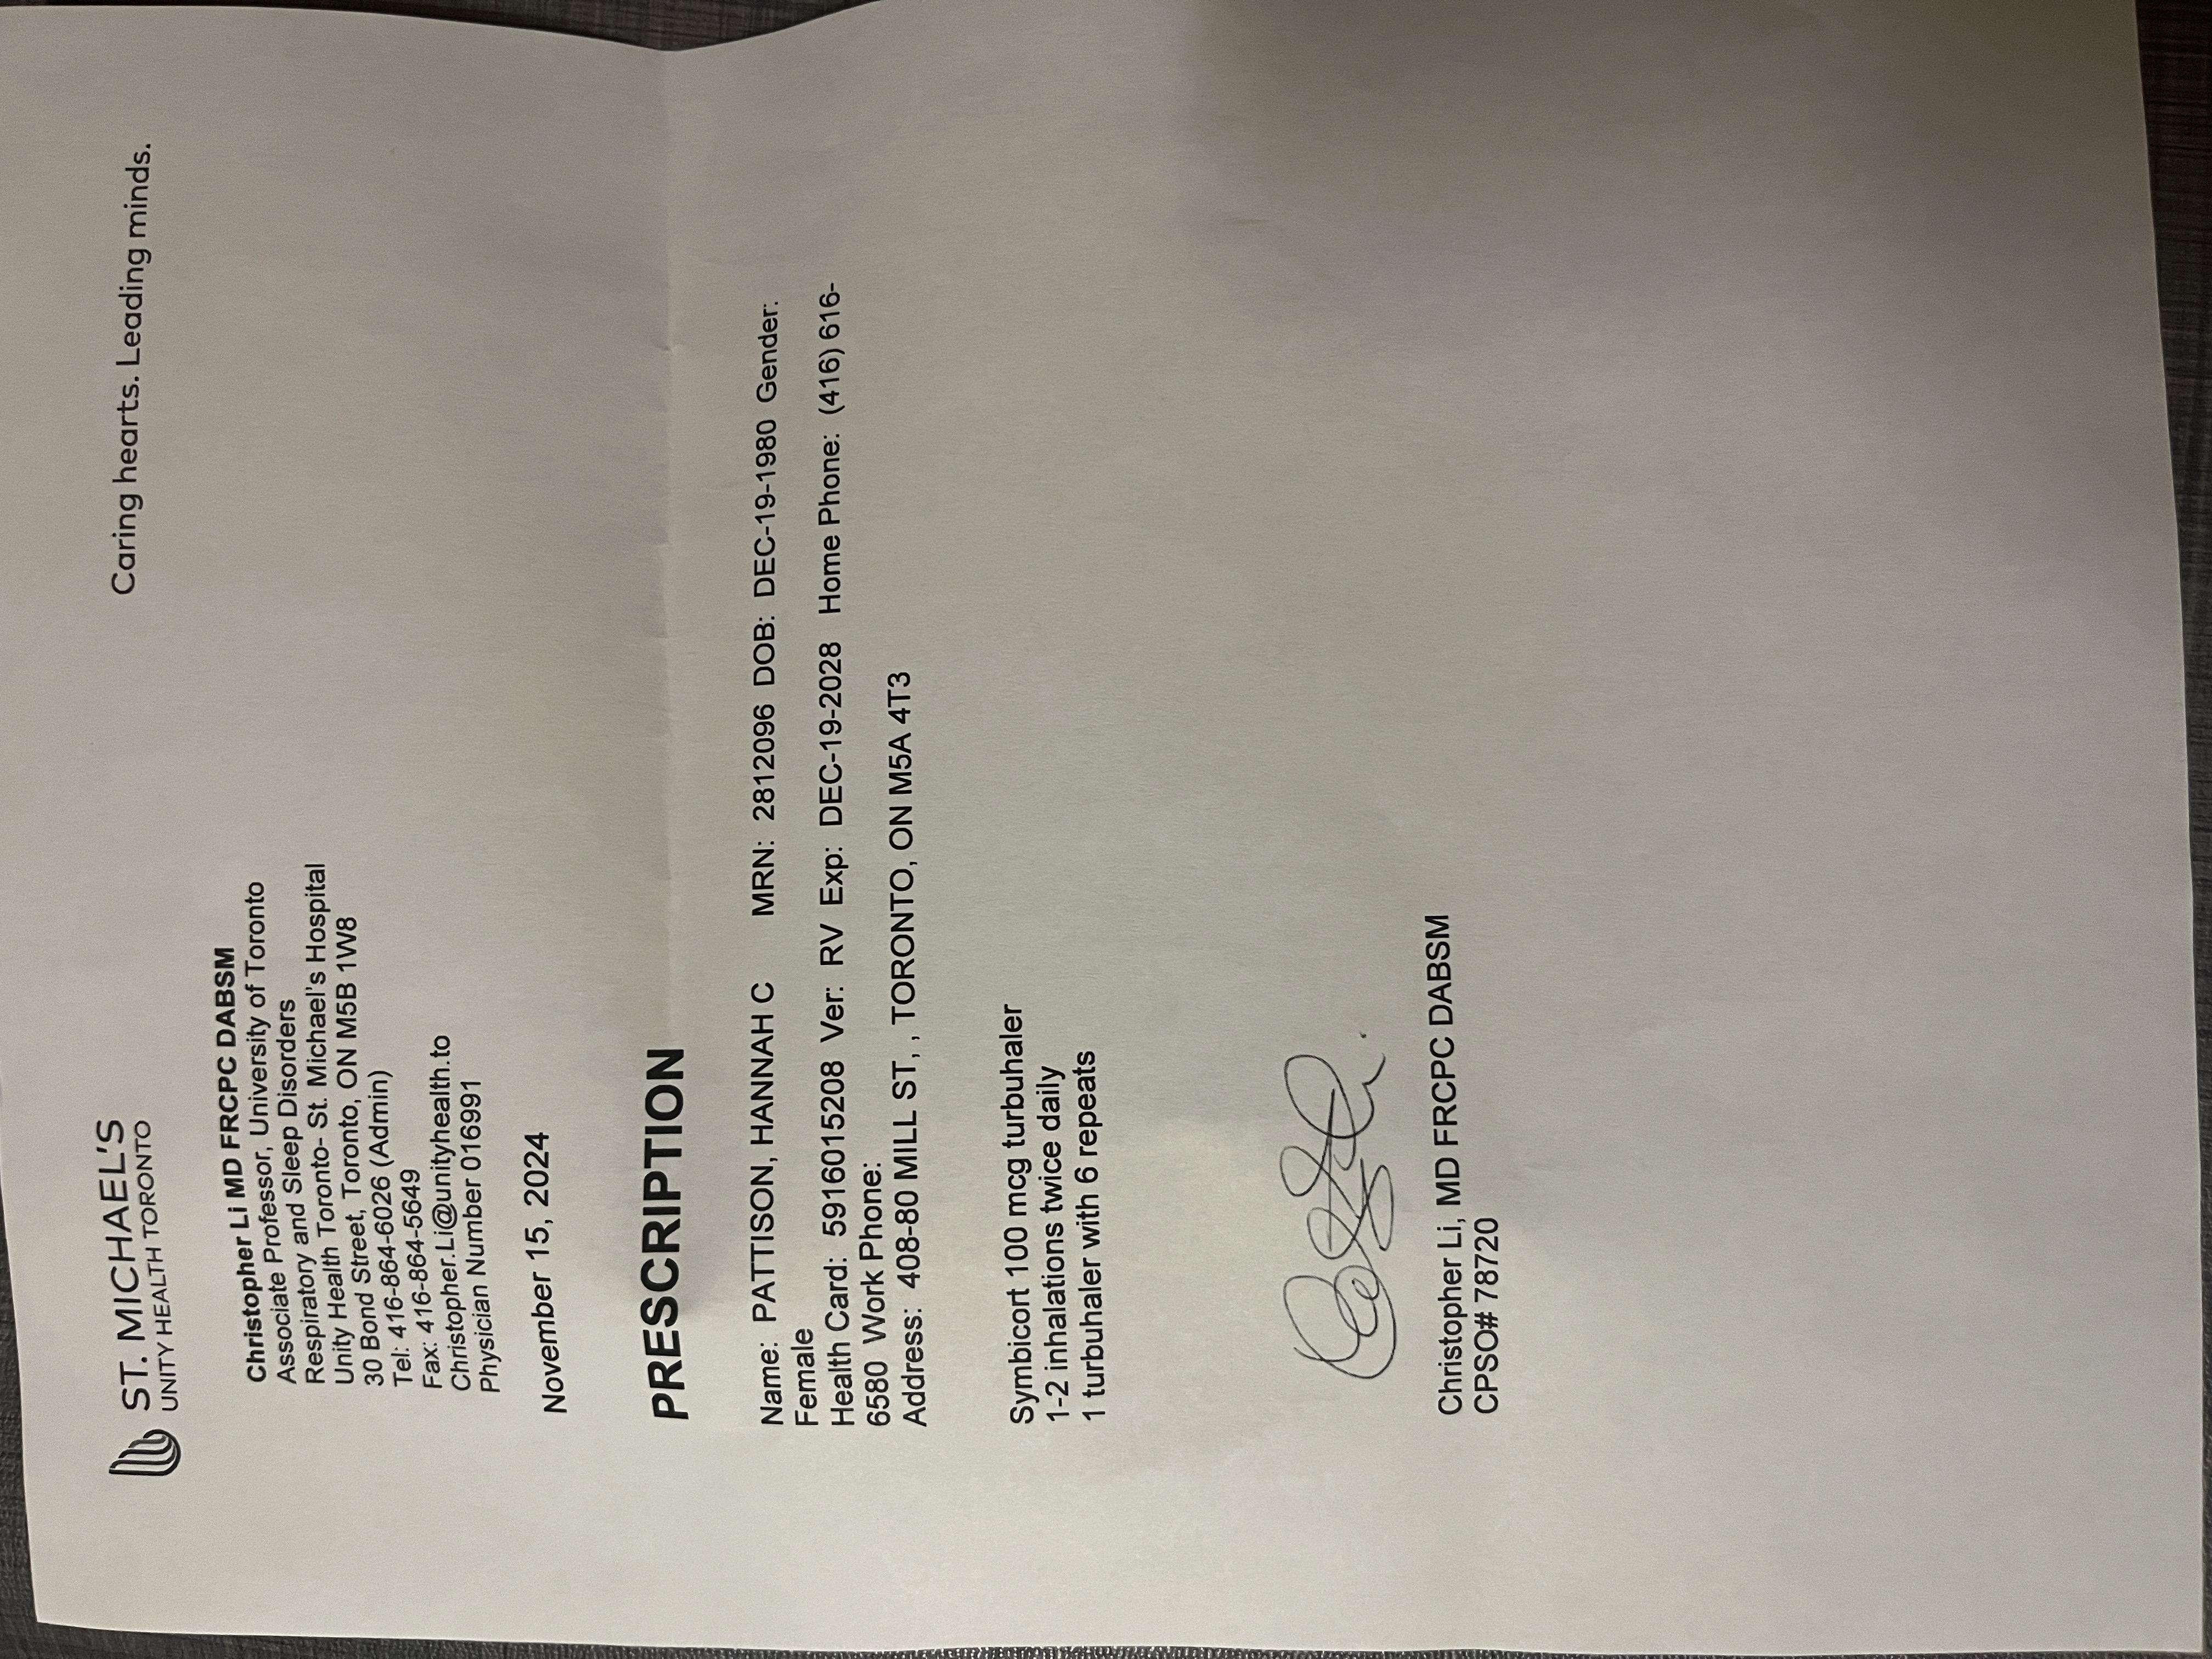 ST. MICHAEL'S
UNITY HEALTH TORONTO
Caring hearts. Leading minds.
Christopher Li MD FRCPC DABSM
Associate Professor, University of Toronto
Respiratory and Sleep Disorders
Unity Health Toronto- St. Michael's Hospital
30 Bond Street, Toronto, ON M5B 1W8
Tel: 416-864-6026 (Admin)
Fax: 416-864-5649
Christopher.Li@unityhealth.to
Physician Number 016991
November 15, 2024
PRESCRIPTION
Name: PATTISON, HANNAH C MRN: 2812096 DOB: DEC-19-1980 Gender:
Female
Health Card: 5916015208 Ver: RV Exp: DEC-19-2028 Home Phone: (416) 616-
6580 Work Phone:
Address: 408-80 MILL ST, , TORONTO, ON M5A 4T3
Symbicort 100 mcg turbuhaler
1-2 inhalations twice daily
1 turbuhaler with 6 repeats
Christopher Li, MD FRCPC DABSM
CPSO# 78720